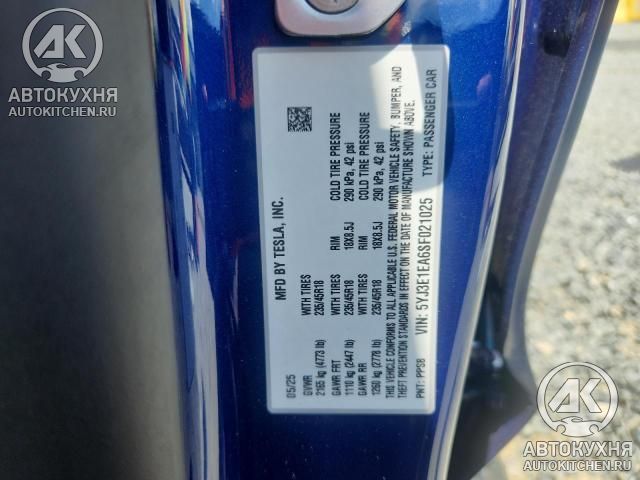 AK
АВТОКУХНЯ
AUTOKITCHEN.RU
MFD BY TESLA, INC.
05/25
GVWR
2165 kg (4773 lb)
GAWR FRT
1110 kg (2447 lb)
GAWR RR
1260 kg (2778 lb)
WITH TIRES
235/45R18
WITH TIRES
235/45R18
WITH TIRES
235/45R18
RIM
18X8.5J
RIM
18X8.5J
COLD TIRE PRESSURE
290 kPa, 42 psi
COLD TIRE PRESSURE
290 kPa, 42 psi
THIS VEHICLE CONFORMS TO ALL APPLICABLE U.S. FEDERAL MOTOR VEHICLE SAFETY, BUMPER, AND
THEFT PREVENTION STANDARDS IN EFFECT ON THE DATE OF MANUFACTURE SHOWN ABOVE.
VIN: 5YJ3E1EA6SF021025
TYPE: PASSENGER CAR
PNT: PPSB
AK
АВТОКУХНЯ
AUTOKITCHEN.RU